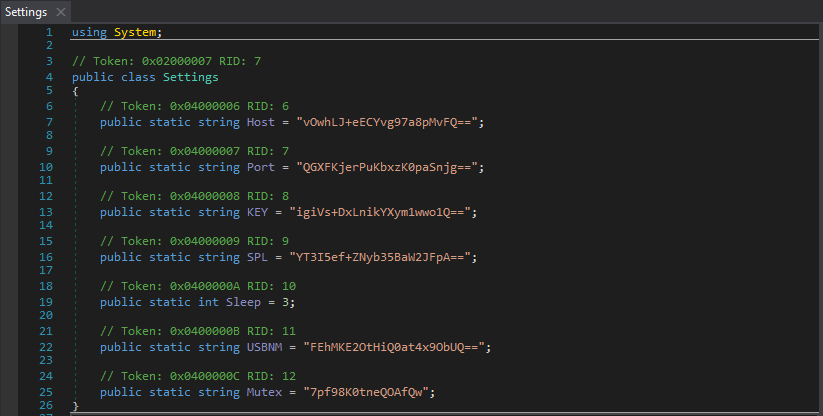 Settings ×
1 using System;
2
3 // Token: 0x02000007 RID: 7
4 public class Settings
5 {
6 // Token: 0x04000006 RID: 6
7 public static string Host = "vOwhLJ+eECYvg97a8pMvFQ==";
8
9 // Token: 0x04000007 RID: 7
10 public static string Port = "QGXFKjerPuKbxzK0paSnjg==";
11
12 // Token: 0x04000008 RID: 8
13 public static string KEY = "igiVs+DxLnikYXym1wwo1Q==";
14
15 // Token: 0x04000009 RID: 9
16 public static string SPL = "YT3I5ef+ZNyb35BaW2JFpA==";
17
18 // Token: 0x0400000A RID: 10
19 public static int Sleep = 3;
20
21 // Token: 0x0400000B RID: 11
22 public static string USBNM = "FEhMKE2OtHiQ0at4x9ObUQ==";
23
24 // Token: 0x0400000C RID: 12
25 public static string Mutex = "7pf98K0tneQOAfQw";
26 }